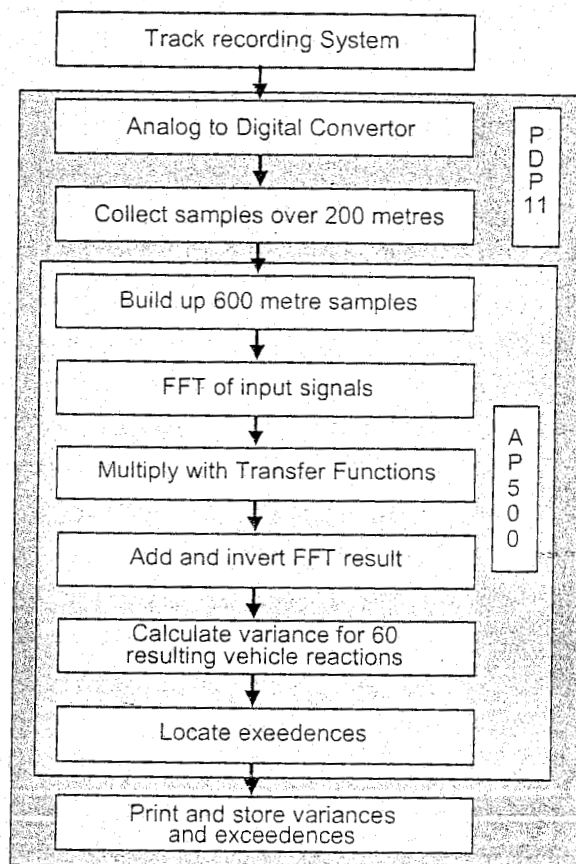 Track recording System
Analog to Digital Convertor
P
D
P
11
Collect samples over 200 metres
Build up 600 metre samples
FFT of input signals
A
P
5
0
0
Multiply with Transfer Functions
Add and invert FFT result
Calculate variance for 60
resulting vehicle reactions
Locate exeedences
Print and store variances
and exceedences